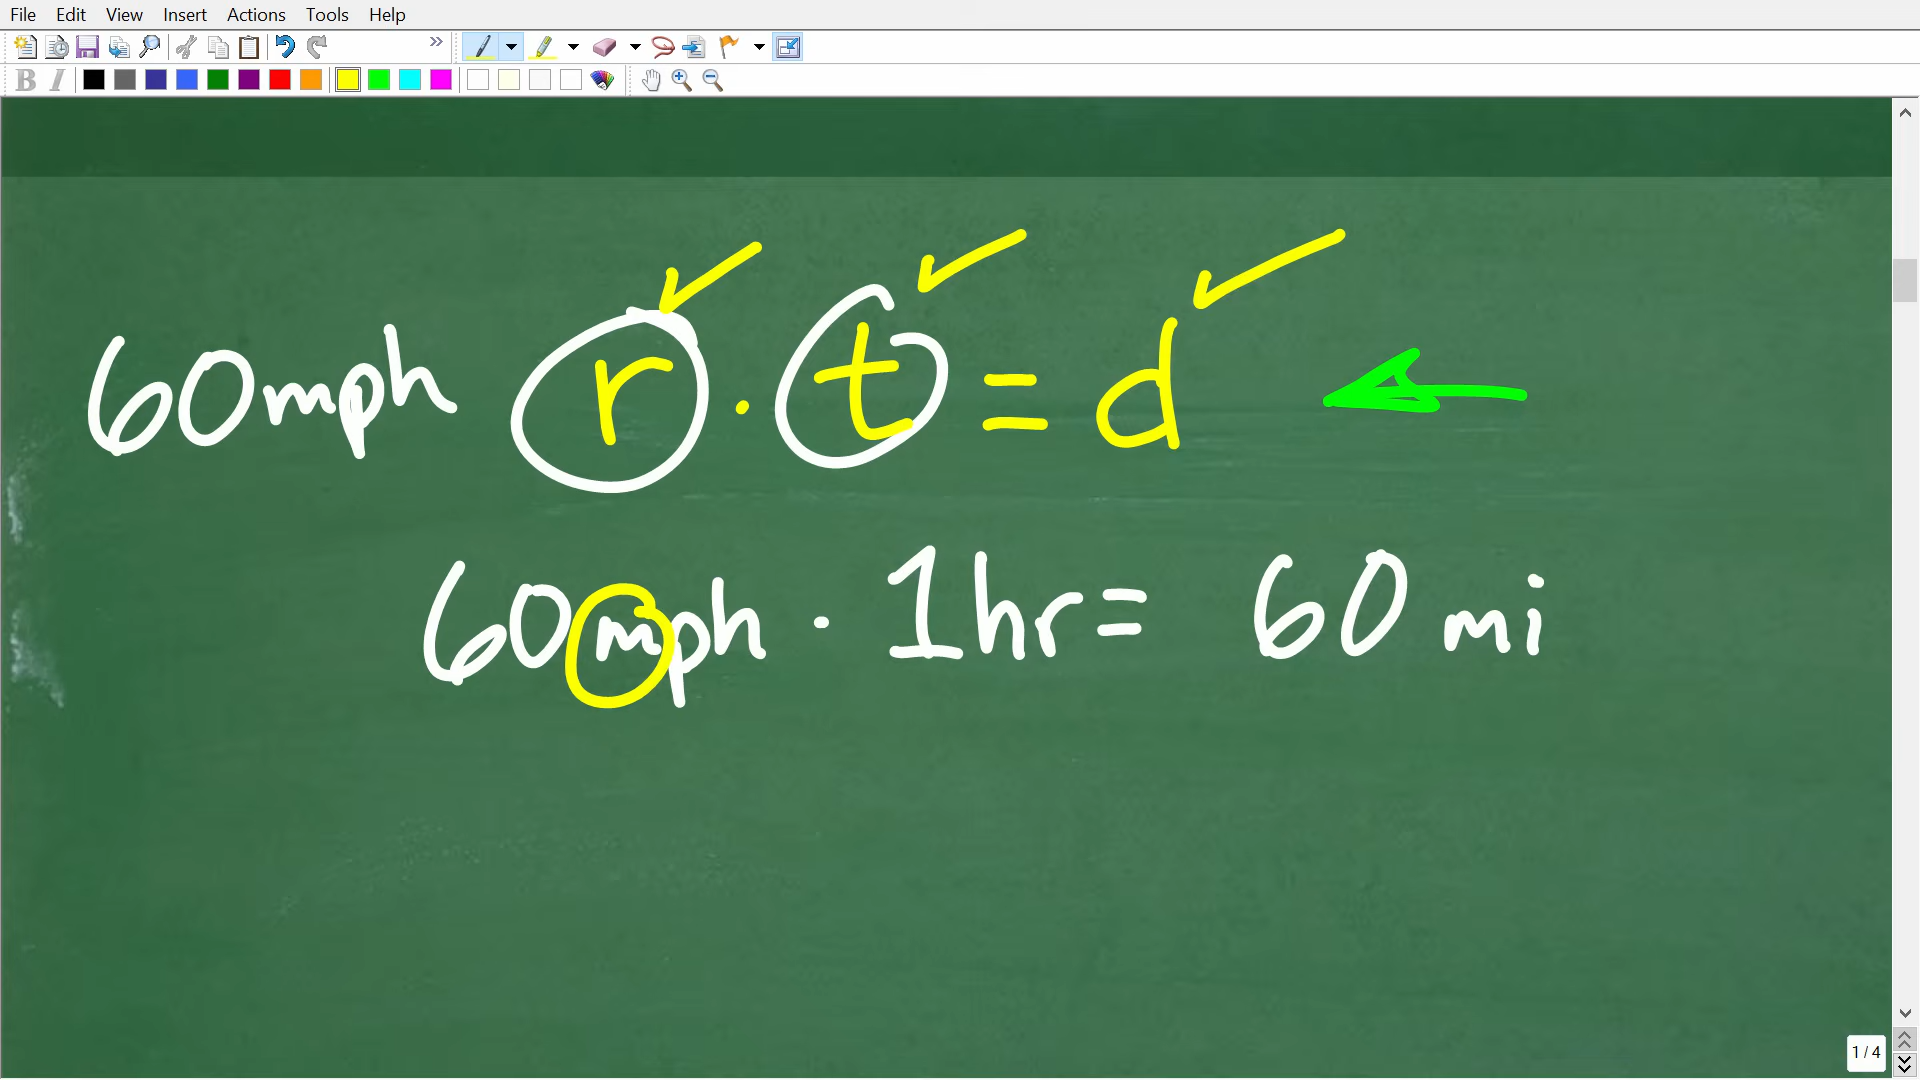 File Edit View Insert Actions Tools Help
B I
60mph r · t = d
60mph · 1hr = 60 mi
1 / 4